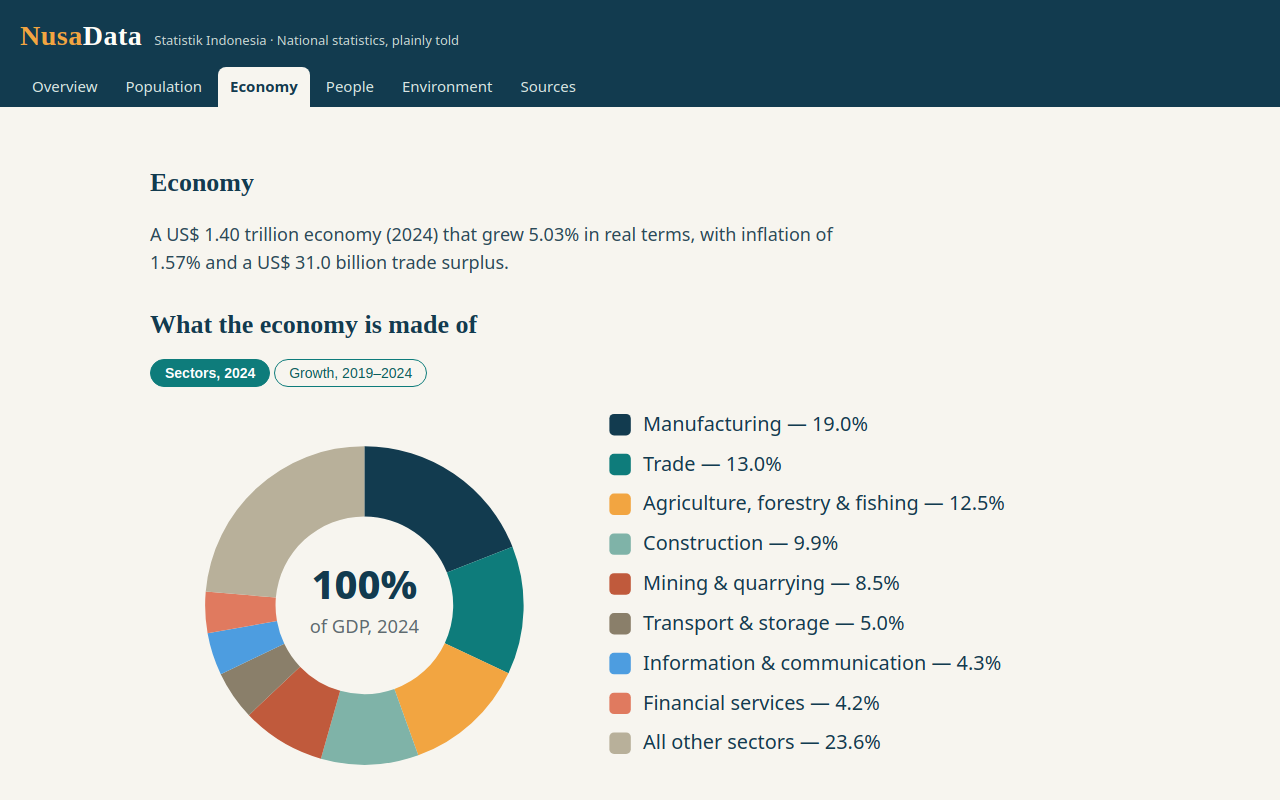 NusaData Statistik Indonesia · National statistics, plainly told
Overview Population Economy People Environment Sources
Economy
A US$ 1.40 trillion economy (2024) that grew 5.03% in real terms, with inflation of
1.57% and a US$ 31.0 billion trade surplus.
What the economy is made of
Sectors, 2024 Growth, 2019–2024
100%
of GDP, 2024
Manufacturing — 19.0%
Trade — 13.0%
Agriculture, forestry & fishing — 12.5%
Construction — 9.9%
Mining & quarrying — 8.5%
Transport & storage — 5.0%
Information & communication — 4.3%
Financial services — 4.2%
All other sectors — 23.6%